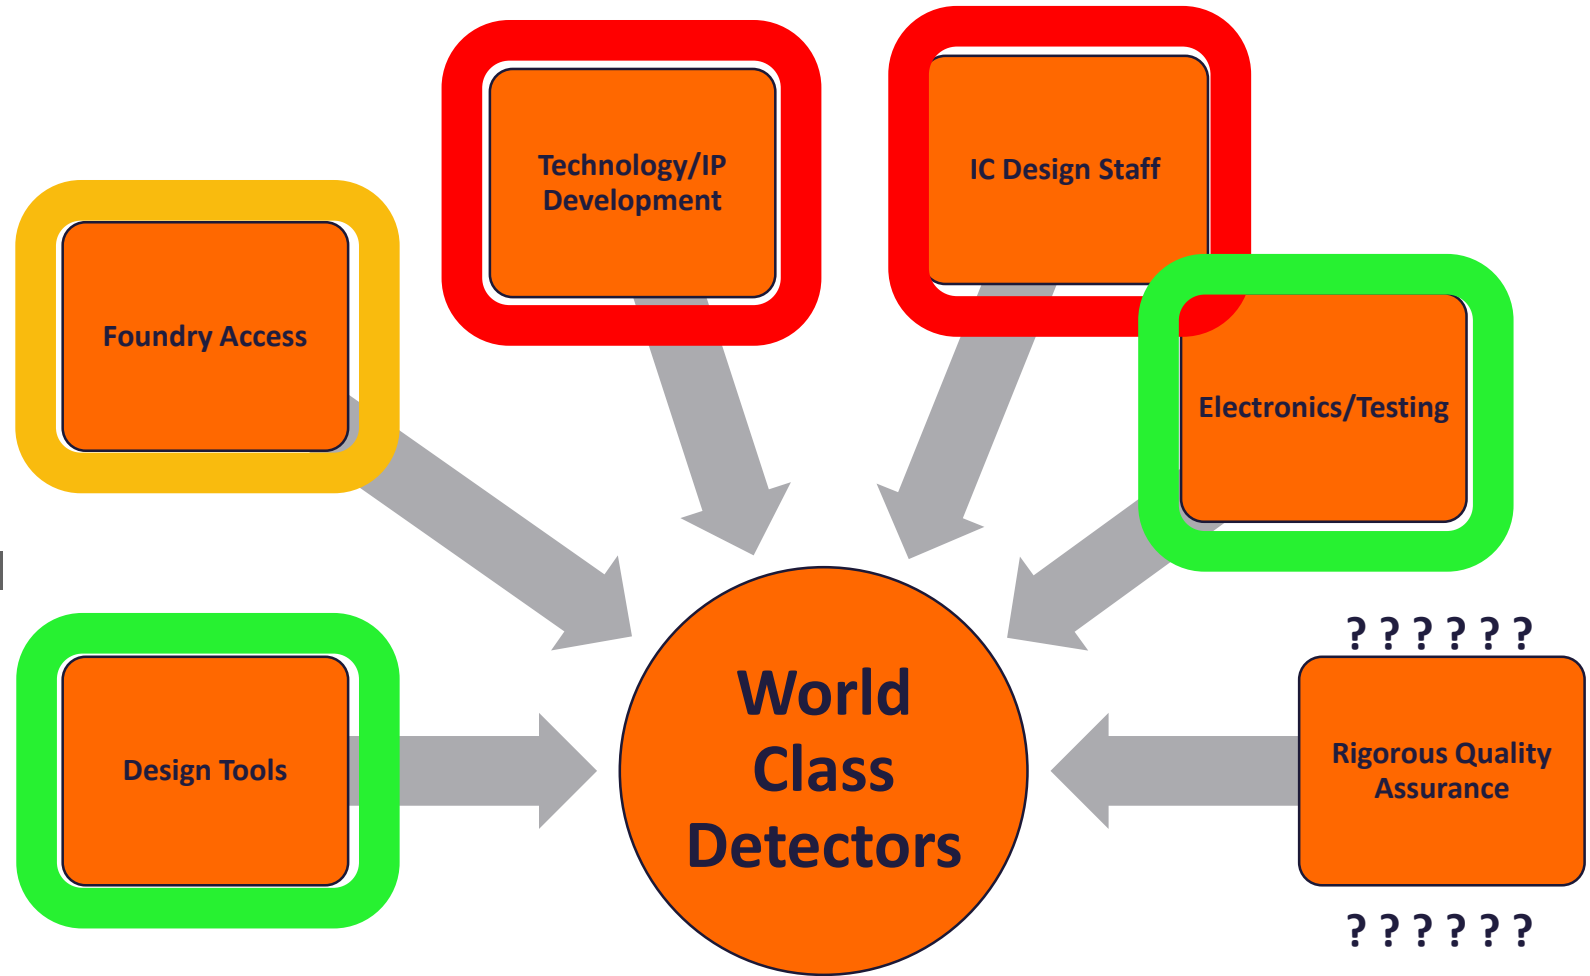 Technology/IP
Development
IC Design Staff
Foundry Access
Electronics/Testing
Design Tools
World
Class
Detectors
? ? ? ? ? ?
Rigorous Quality
Assurance
? ? ? ? ? ?